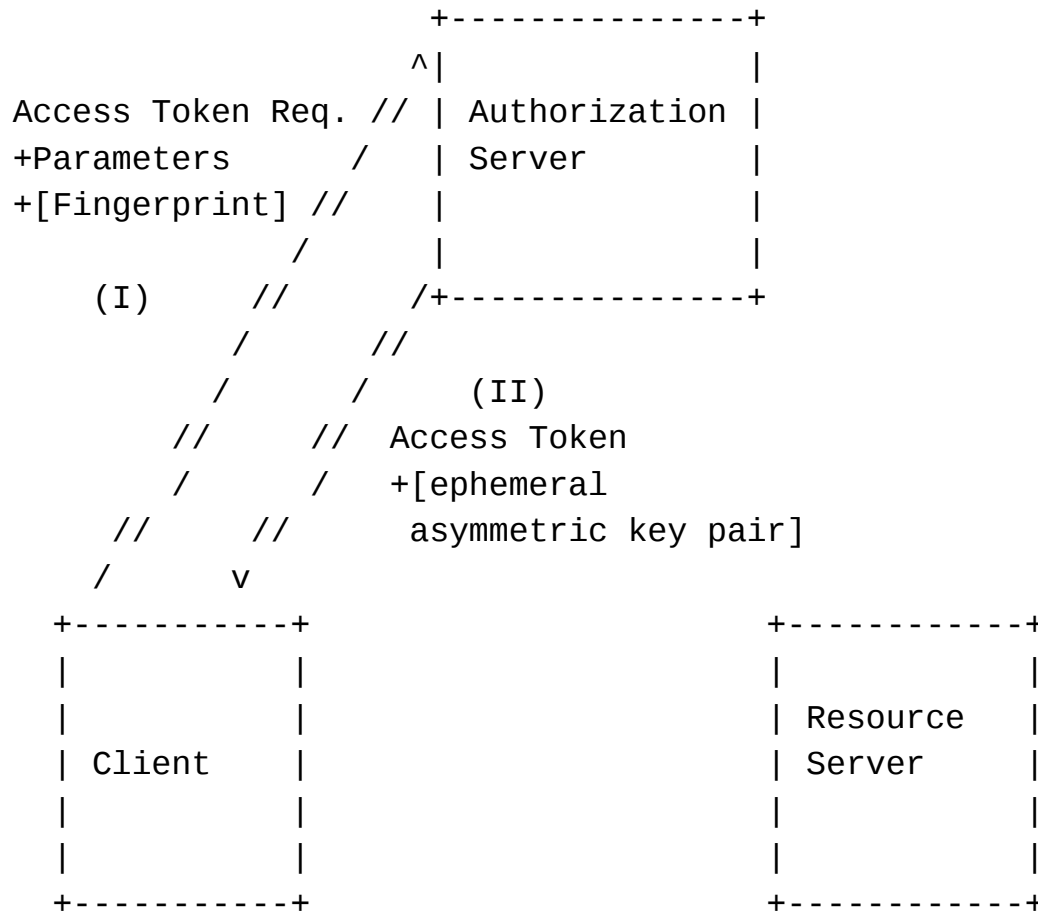 Access Token Req.
+Parameters
+[Fingerprint]
Authorization
Server
(I)
(II)
Access Token
+[ephemeral
asymmetric key pair]
Client
Resource
Server